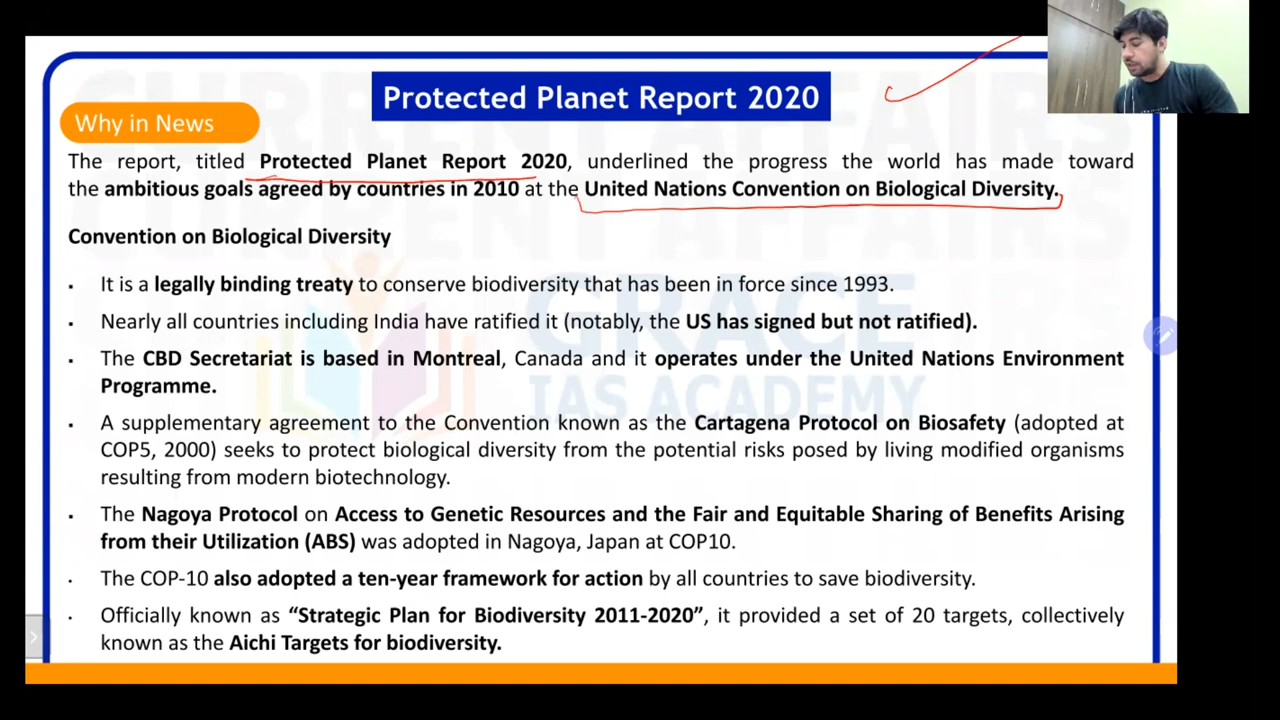 Protected Planet Report 2020
Why in News
The report, titled Protected Planet Report 2020, underlined the progress the world has made toward
the ambitious goals agreed by countries in 2010 at the United Nations Convention on Biological Diversity.
Convention on Biological Diversity
▪ It is a legally binding treaty to conserve biodiversity that has been in force since 1993.
▪ Nearly all countries including India have ratified it (notably, the US has signed but not ratified).
▪ The CBD Secretariat is based in Montreal, Canada and it operates under the United Nations Environment
Programme.
▪ A supplementary agreement to the Convention known as the Cartagena Protocol on Biosafety (adopted at
COP5, 2000) seeks to protect biological diversity from the potential risks posed by living modified organisms
resulting from modern biotechnology.
▪ The Nagoya Protocol on Access to Genetic Resources and the Fair and Equitable Sharing of Benefits Arising
from their Utilization (ABS) was adopted in Nagoya, Japan at COP10.
▪ The COP-10 also adopted a ten-year framework for action by all countries to save biodiversity.
▪ Officially known as “Strategic Plan for Biodiversity 2011-2020”, it provided a set of 20 targets, collectively
known as the Aichi Targets for biodiversity.
CURRENT AFFAIRS
CURRENT AFFAIRS
GRACE
IAS ACADEMY